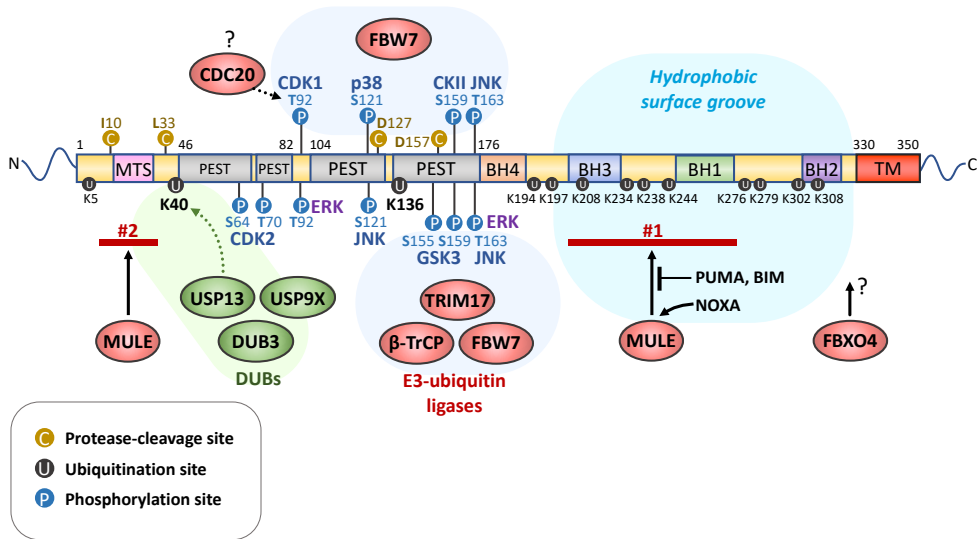 ?
CDC20
FBW7
Hydrophobic
surface groove
CDK1 p38 CKII JNK
T92 S121 S159 T163
P P P P
I10 L33 D127 D157
C C C C
1 46 82 104 176 330 350
N MTS PEST PEST PEST PEST BH4 BH3 BH1 BH2 TM C
U U U U U U U U U U U U U
K5 K40 K136 K194 K197 K208 K234 K238 K244 K276 K279 K302 K308
P P P P P P P
ERK ERK
S64 T70 T92 S121 S155 S159 T163
CDK2 JNK GSK3 JNK
#2 #1
USP13 USP9X
TRIM17
PUMA, BIM
?
NOXA
MULE DUB3 β-TrCP FBW7 MULE FBXO4
DUBs
E3-ubiquitin
ligases
C Protease-cleavage site
U Ubiquitination site
P Phosphorylation site